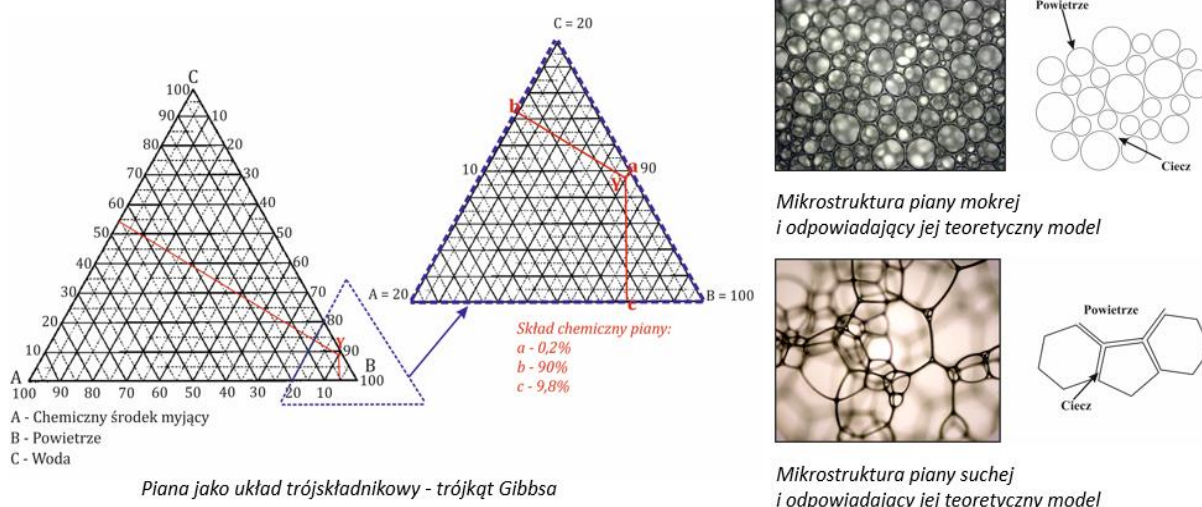 C
100
90
10
80
20
70
30
60
40
50
50
40
60
30
70
20
80
10
90
y
A
B
100
100 90 80 70 60 50 40 30 20 10
A - Chemiczny środek myjący
B - Powietrze
C - Woda
C = 20
b
10
a
y
90
A = 20
c
B = 100
Skład chemiczny piany:
a - 0,2%
b - 90%
c - 9,8%
Piana jako układ trójskładnikowy - trójkąt Gibbsa
Powietrze
Ciecz
Mikrostruktura piany mokrej
i odpowiadający jej teoretyczny model
Powietrze
Ciecz
Mikrostruktura piany suchej
i odpowiadający jej teoretyczny model